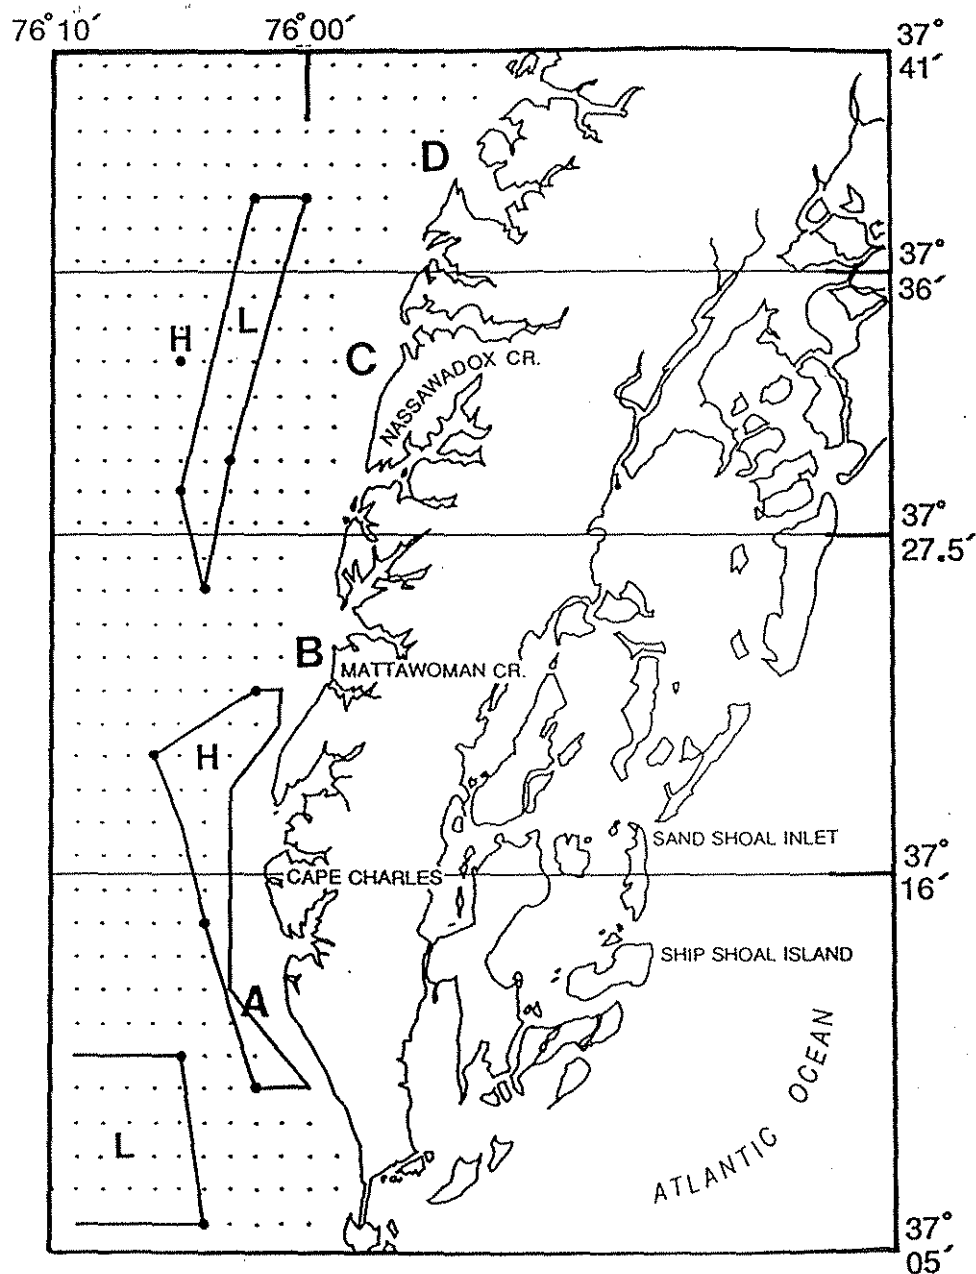 76°10′ 76°00′
37°
41′
D
37°
36′
H L
C
NASSAWADOX CR.
37°
27.5′
B
MATTAWOMAN CR.
H
SAND SHOAL INLET
37°
16′
CAPE CHARLES
SHIP SHOAL ISLAND
A
L
ATLANTIC OCEAN
37°
05′